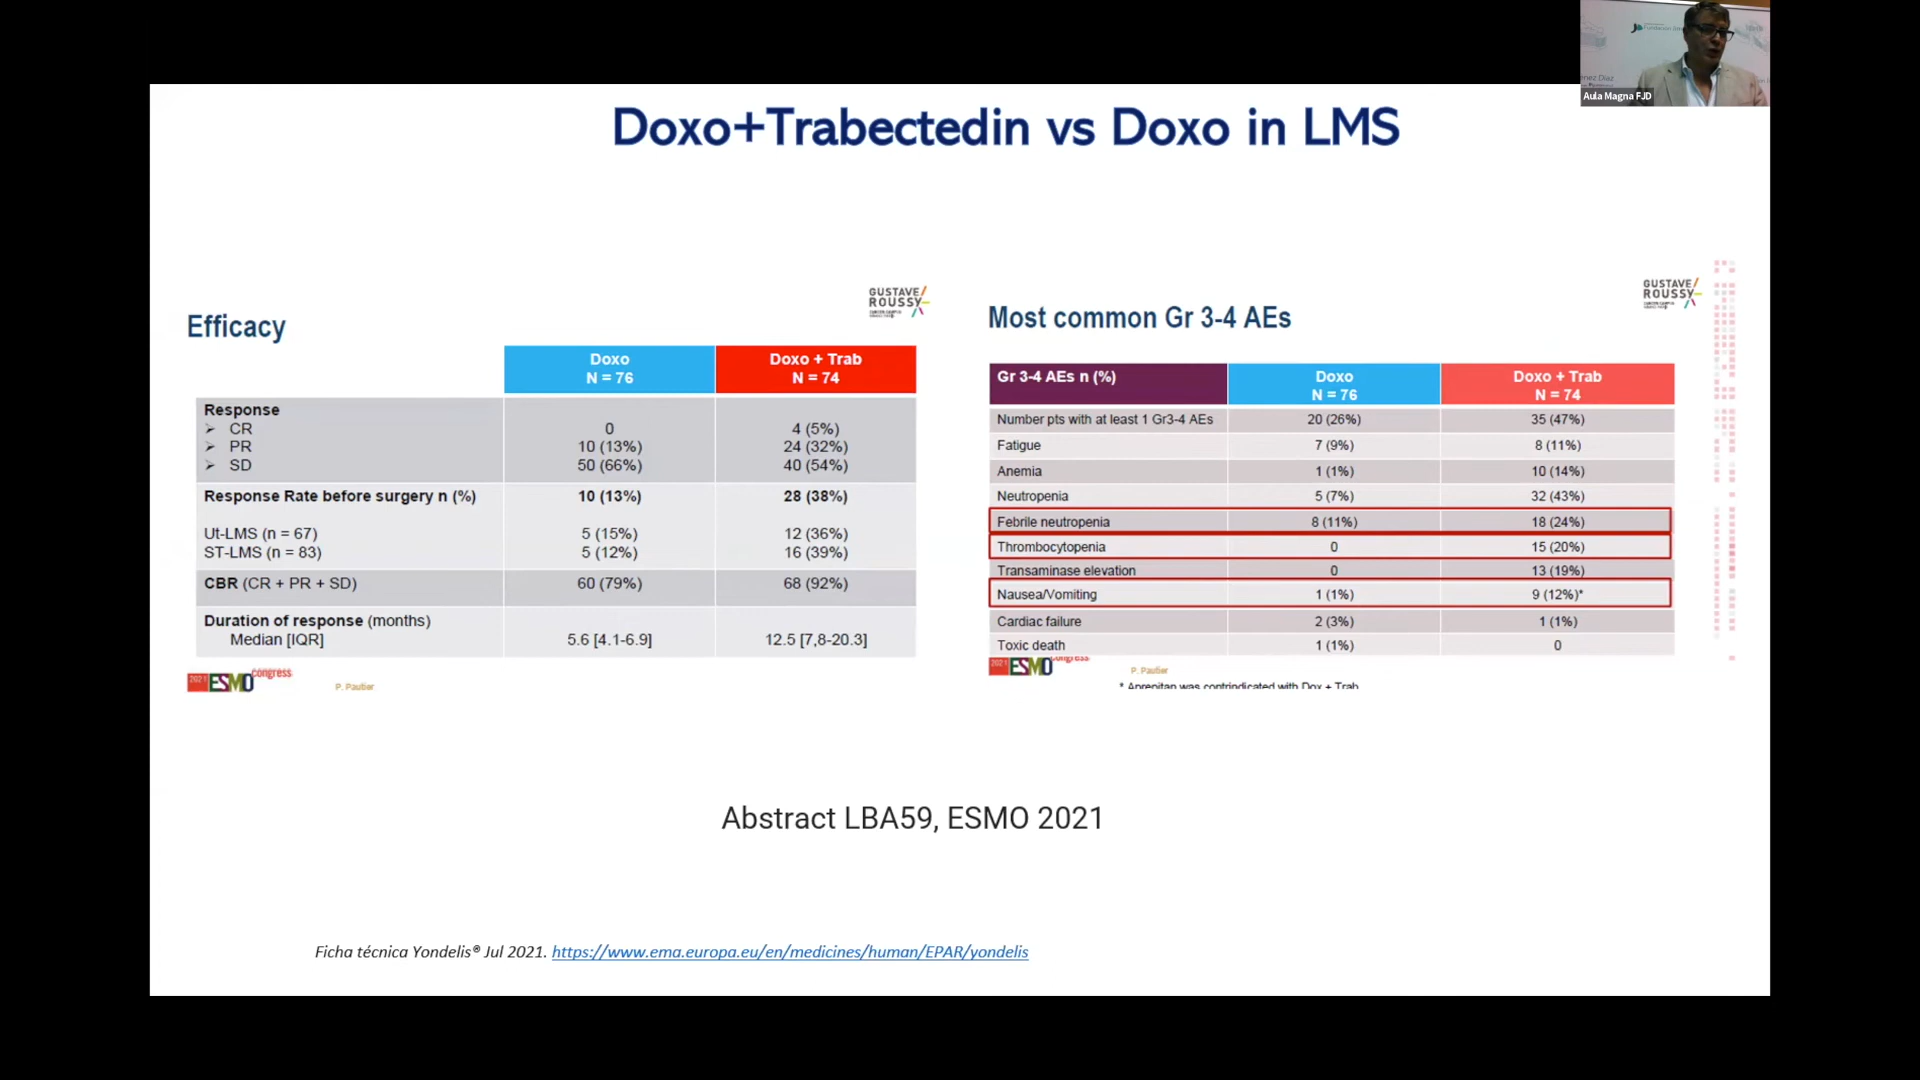 Aula Magna FJD
Doxo+Trabectedin vs Doxo in LMS
GUSTAVE
ROUSSY
Efficacy
Doxo
N = 76
Doxo + Trab
N = 74
Response
CR 0 4 (5%)
PR 10 (13%) 24 (32%)
SD 50 (66%) 40 (54%)
Response Rate before surgery n (%) 10 (13%) 28 (38%)
Ut-LMS (n = 67) 5 (15%) 12 (36%)
ST-LMS (n = 83) 5 (12%) 16 (39%)
CBR (CR + PR + SD) 60 (79%) 68 (92%)
Duration of response (months)
Median [IQR] 5.6 [4.1-6.9] 12.5 [7,8-20.3]
2021 ESMO congress
P. Pautier
GUSTAVE
ROUSSY
Most common Gr 3-4 AEs
Gr 3-4 AEs n (%)
Doxo
N = 76
Doxo + Trab
N = 74
Number pts with at least 1 Gr3-4 AEs 20 (26%) 35 (47%)
Fatigue 7 (9%) 8 (11%)
Anemia 1 (1%) 10 (14%)
Neutropenia 5 (7%) 32 (43%)
Febrile neutropenia 8 (11%) 18 (24%)
Thrombocytopenia 0 15 (20%)
Transaminase elevation 0 13 (19%)
Nausea/Vomiting 1 (1%) 9 (12%)*
Cardiac failure 2 (3%) 1 (1%)
Toxic death 1 (1%) 0
2021 ESMO congress
P. Pautier
* Aprepitan was contrindicated with Dox + Trab
Abstract LBA59, ESMO 2021
Ficha técnica Yondelis® Jul 2021. https://www.ema.europa.eu/en/medicines/human/EPAR/yondelis